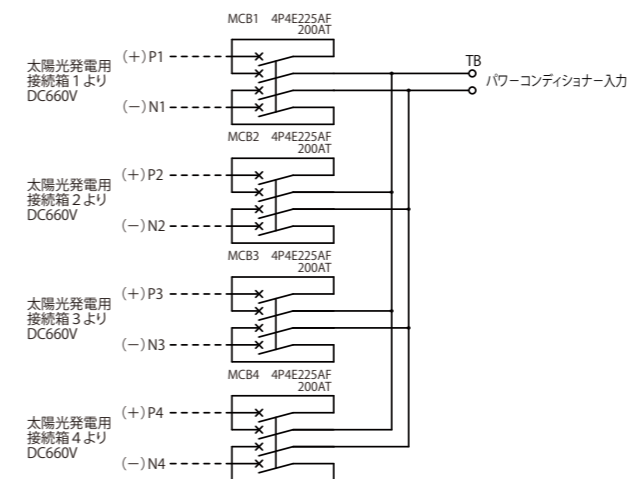 MCB1 4P4E225AF
200AT
太陽光発電用
接続箱1より
DC660V
(+)P1
(-)N1
TB
パワーコンディショナー入力
MCB2 4P4E225AF
200AT
太陽光発電用
接続箱2より
DC660V
(+)P2
(-)N2
MCB3 4P4E225AF
200AT
太陽光発電用
接続箱3より
DC660V
(+)P3
(-)N3
MCB4 4P4E225AF
200AT
太陽光発電用
接続箱4より
DC660V
(+)P4
(-)N4